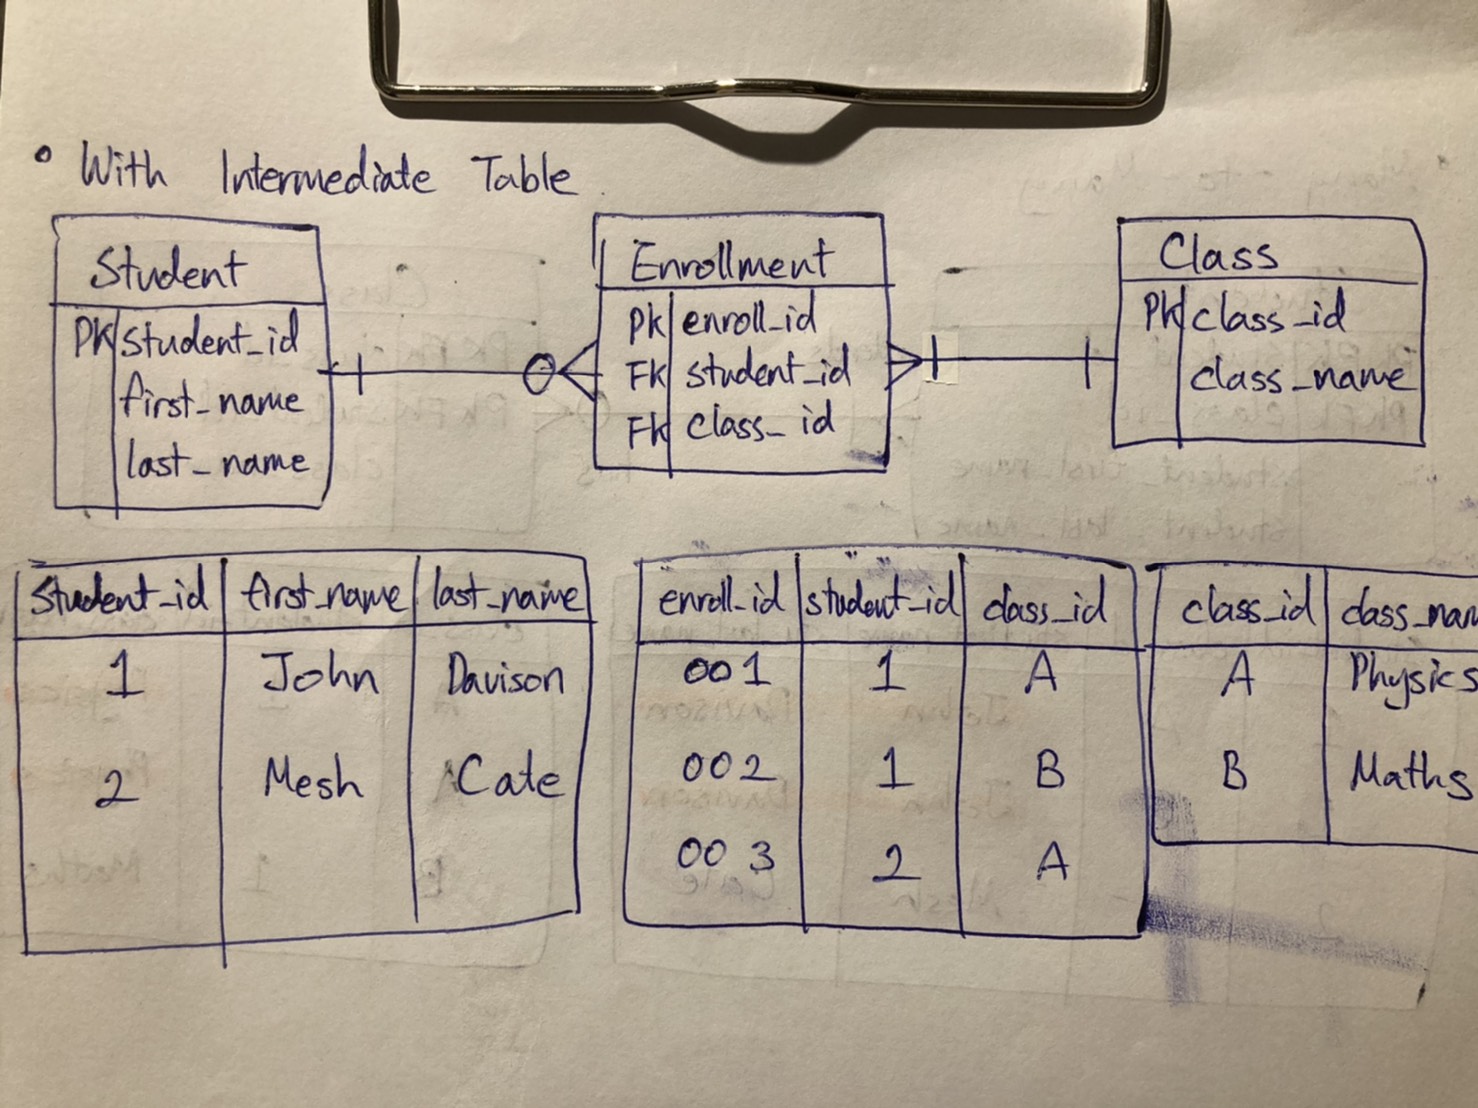 • With Intermediate Table
Student
PK student_id
first_name
last_name
Enrollment
PK enroll_id
FK student_id
FK class_id
Class
PK class_id
class_name
Student_id first_name last_name
1 John Davison
2 Mesh Cate
enroll_id student_id class_id
001 1 A
002 1 B
003 2 A
class_id class_nam
A Physics
B Maths